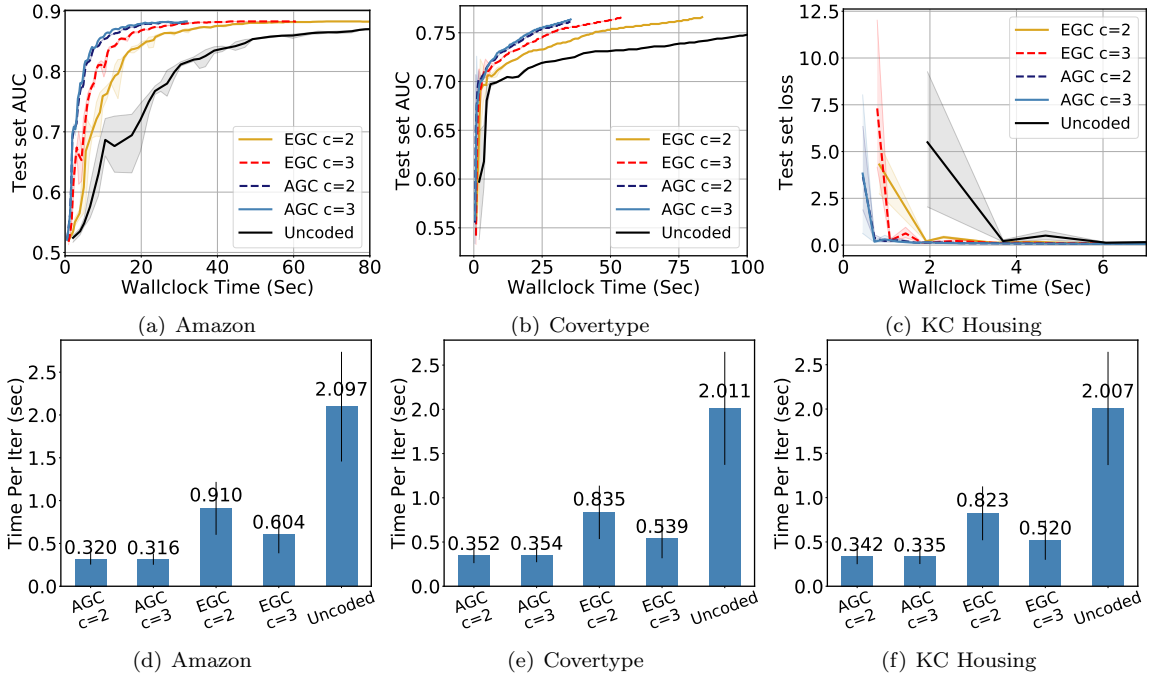 0.9
0.8
0.7
0.6
0.5
Test set AUC
EGC c=2
EGC c=3
AGC c=2
AGC c=3
Uncoded
0 20 40 60 80
Wallclock Time (Sec)
(a) Amazon
0.75
0.70
0.65
0.60
0.55
Test set AUC
EGC c=2
EGC c=3
AGC c=2
AGC c=3
Uncoded
0 25 50 75 100
Wallclock Time (Sec)
(b) Covertype
12.5
10.0
7.5
5.0
2.5
0.0
Test set loss
EGC c=2
EGC c=3
AGC c=2
AGC c=3
Uncoded
0 2 4 6
Wallclock Time (Sec)
(c) KC Housing
2.5
2.0
1.5
1.0
0.5
0.0
Time Per Iter (sec)
0.320 0.316 0.910 0.604 2.097
AGC c=2
AGC c=3
EGC c=2
EGC c=3
Uncoded
(d) Amazon
2.5
2.0
1.5
1.0
0.5
0.0
Time Per Iter (sec)
0.352 0.354 0.835 0.539 2.011
AGC c=2
AGC c=3
EGC c=2
EGC c=3
Uncoded
(e) Covertype
2.5
2.0
1.5
1.0
0.5
0.0
Time Per Iter (sec)
0.342 0.335 0.823 0.520 2.007
AGC c=2
AGC c=3
EGC c=2
EGC c=3
Uncoded
(f) KC Housing